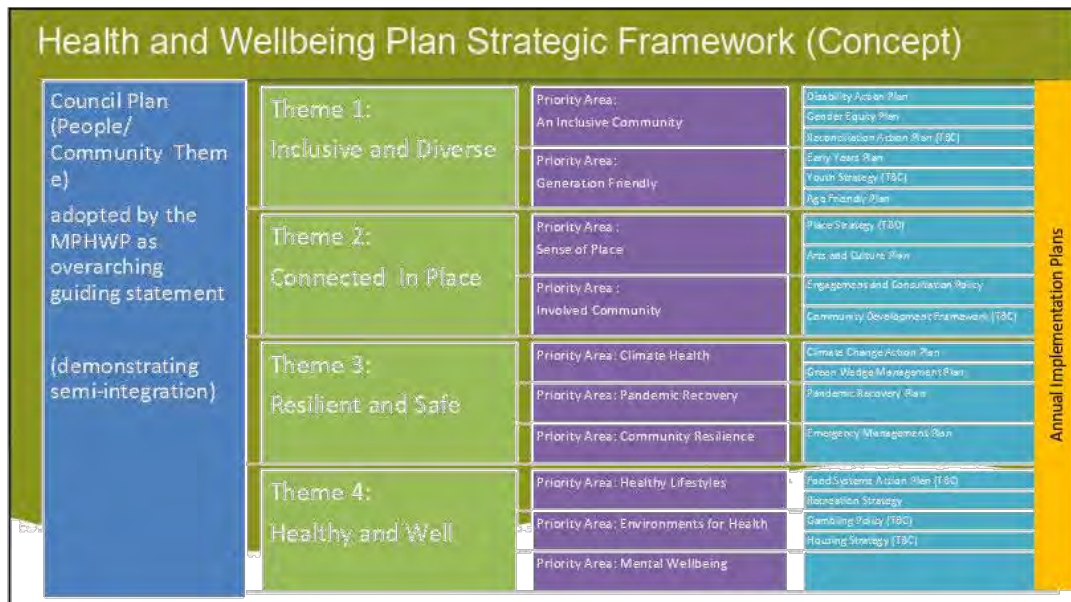 Health and Wellbeing Plan Strategic Framework (Concept)
Council Plan
(People/
Community Them
e)
adopted by the
MPHWP as
overarching
guiding statement
(demonstrating
semi-integration)
Theme 1:
Inclusive and Diverse
Priority Area:
An Inclusive Community
Priority Area:
Generation Friendly
Disability Action Plan
Gender Equity Plan
Reconciliation Action Plan (TBC)
Early Years Plan
Youth Strategy (TBC)
Age Friendly Plan
Theme 2:
Connected In Place
Priority Area :
Sense of Place
Priority Area :
Involved Community
Place Strategy (TBC)
Arts and Culture Plan
Engagement and Consultation Policy
Community Development Framework (TBC)
Theme 3:
Resilient and Safe
Priority Area: Climate Health
Priority Area: Pandemic Recovery
Priority Area: Community Resilience
Climate Change Action Plan
Green Wedge Management Plan
Pandemic Recovery Plan
Emergency Management Plan
Theme 4:
Healthy and Well
Priority Area: Healthy Lifestyles
Priority Area: Environments for Health
Priority Area: Mental Wellbeing
Food Systems Action Plan (TBC)
Recreation Strategy
Gambling Policy (TBC)
Housing Strategy (TBC)
Annual Implementation Plans